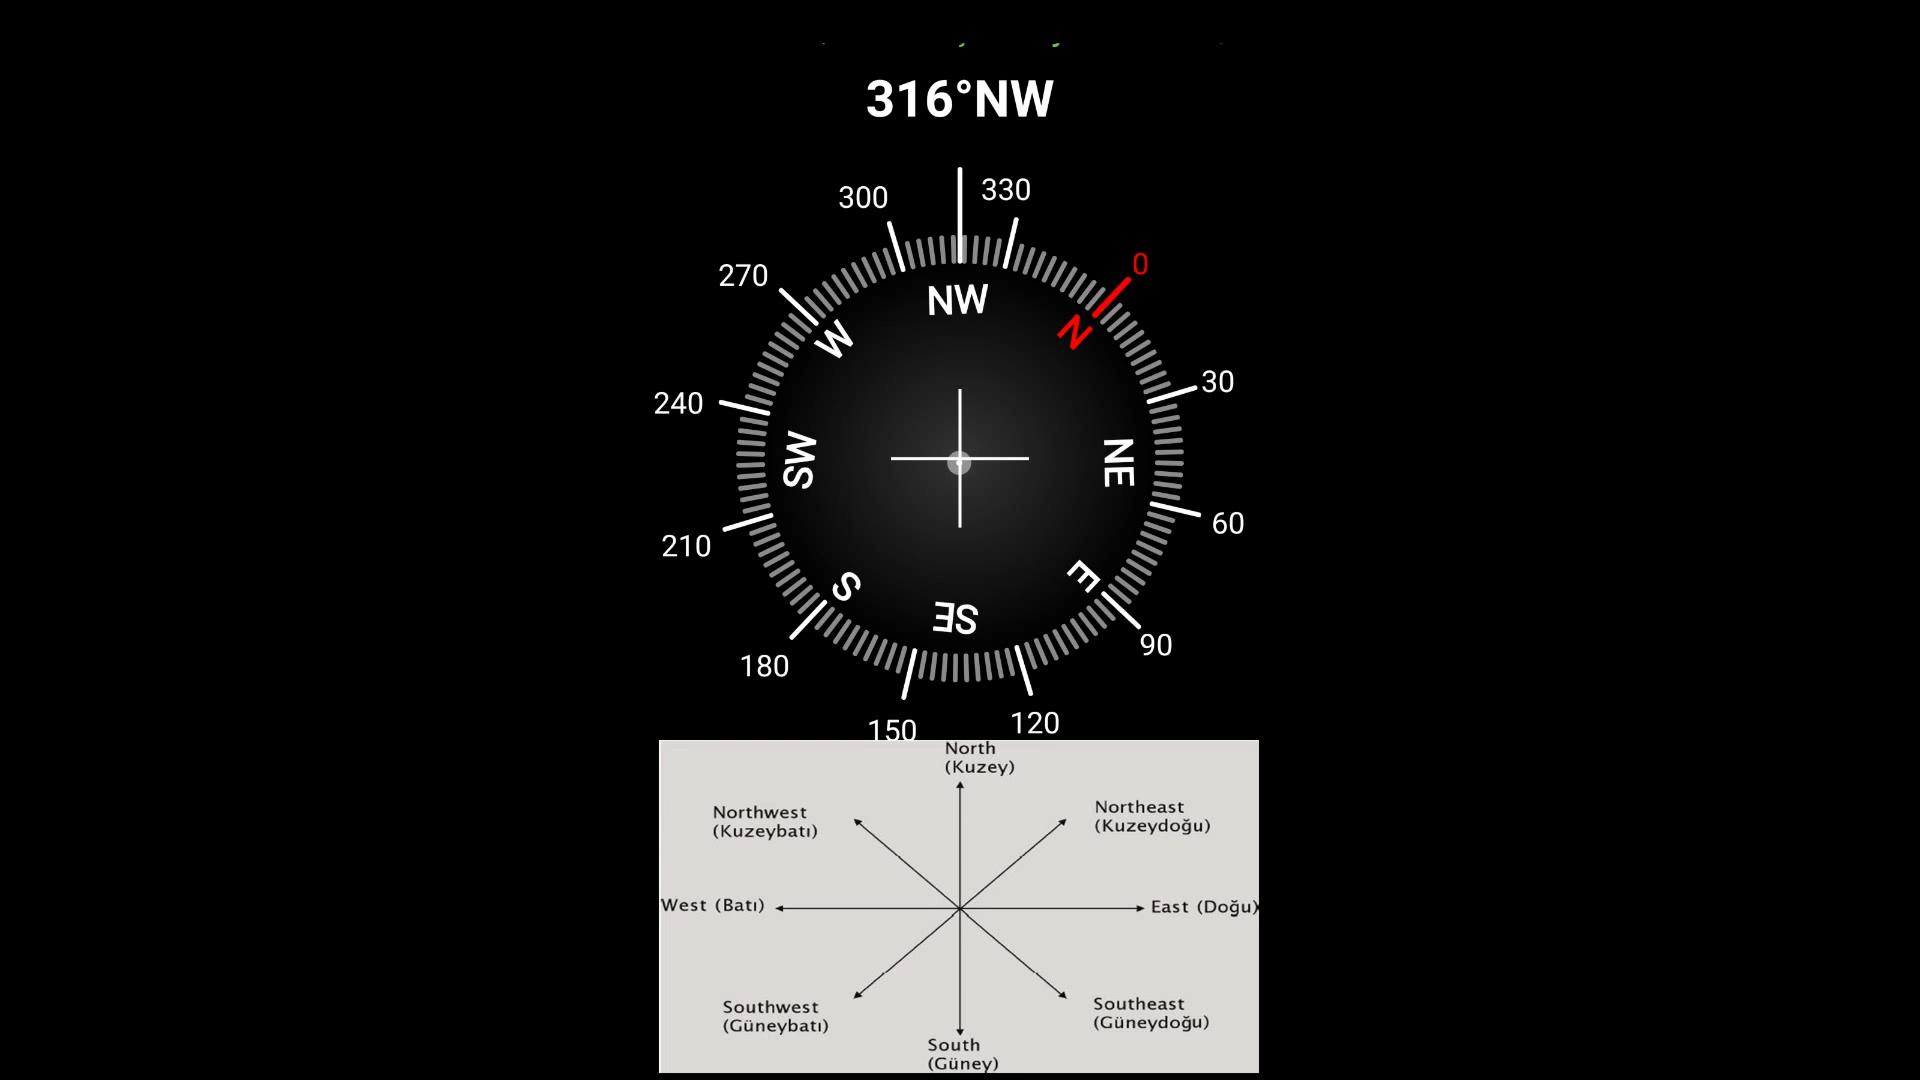 316°NW
300
330
270
0
NW
W
N
240
30
SW
NE
210
60
S
E
SE
180
90
150
120
North
(Kuzey)
Northwest
(Kuzeybatı)
Northeast
(Kuzeydoğu)
West (Batı)
East (Doğu)
Southwest
(Güneybatı)
Southeast
(Güneydoğu)
South
(Güney)